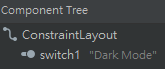 Component Tree
ConstraintLayout
switch1 "Dark Mode"